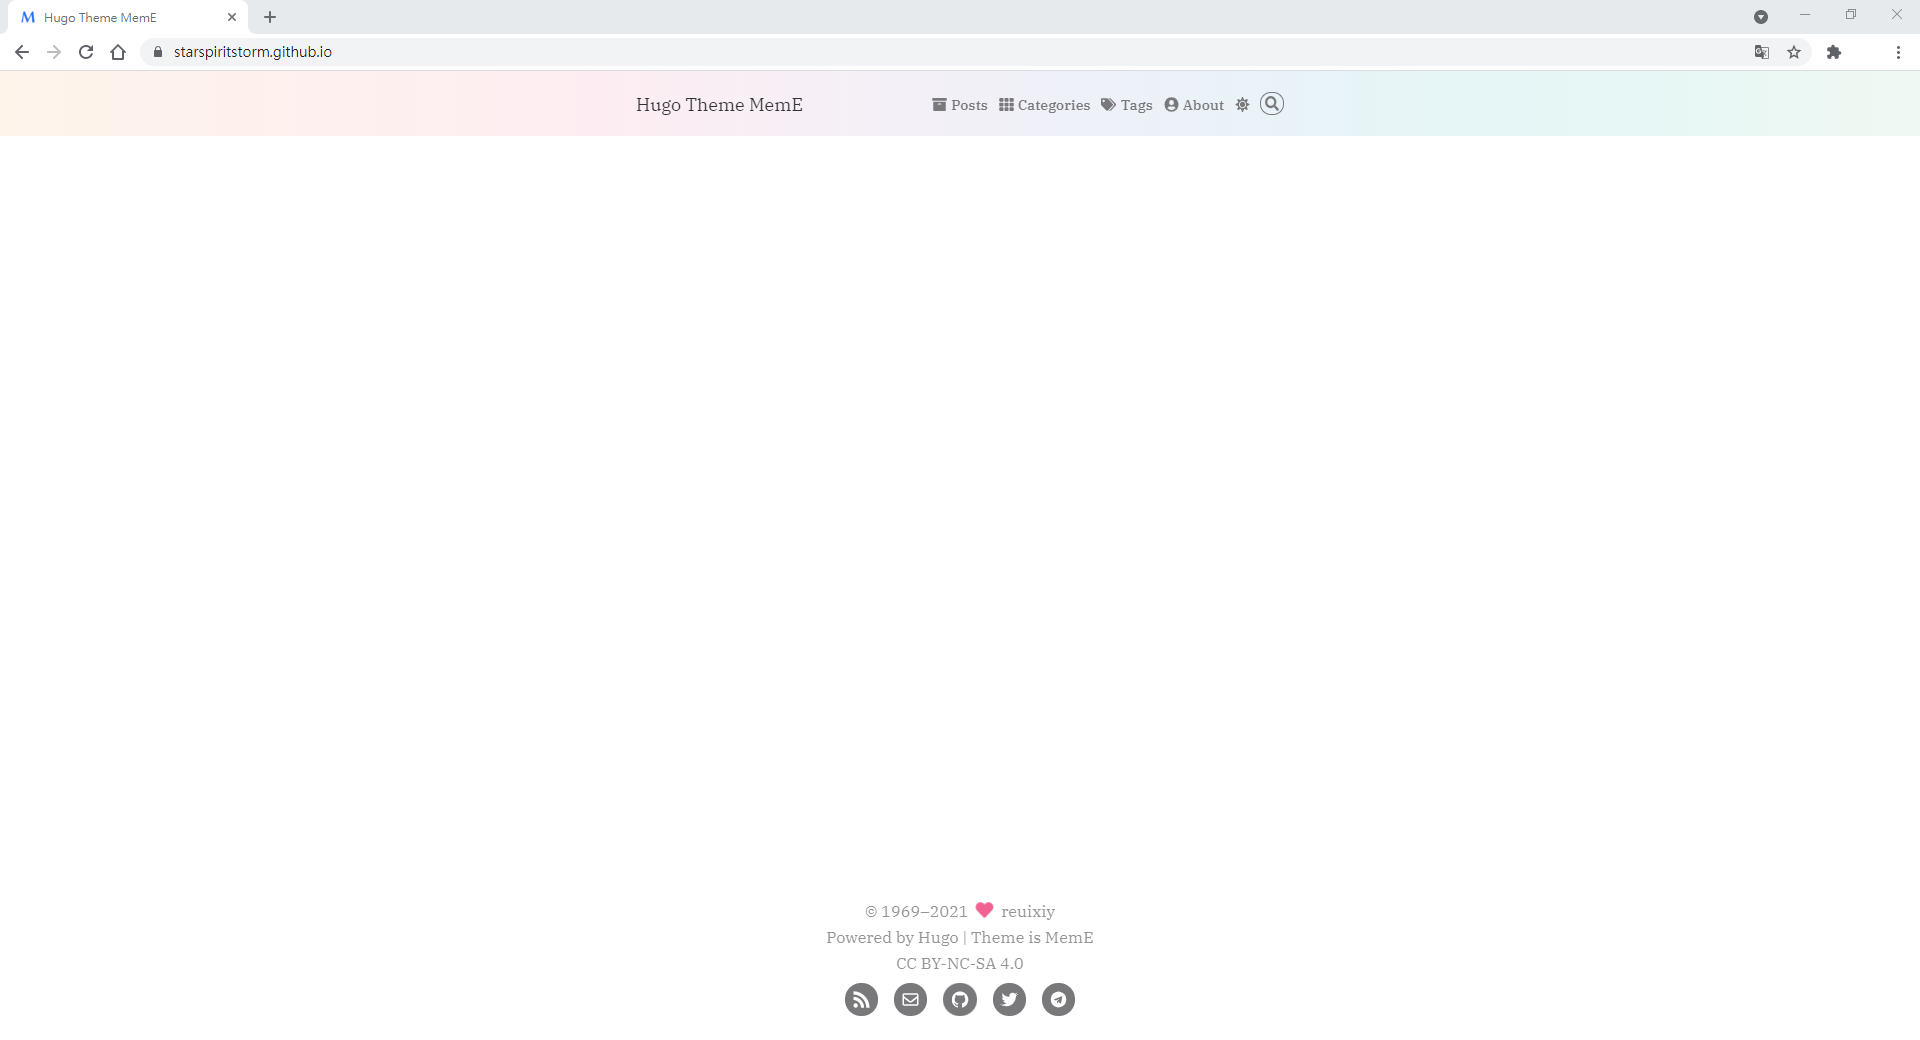 Hugo Theme MemE
starspiritstorm.github.io
Hugo Theme MemE Posts Categories Tags About
© 1969–2021 reuixiy
Powered by Hugo | Theme is MemE
CC BY-NC-SA 4.0